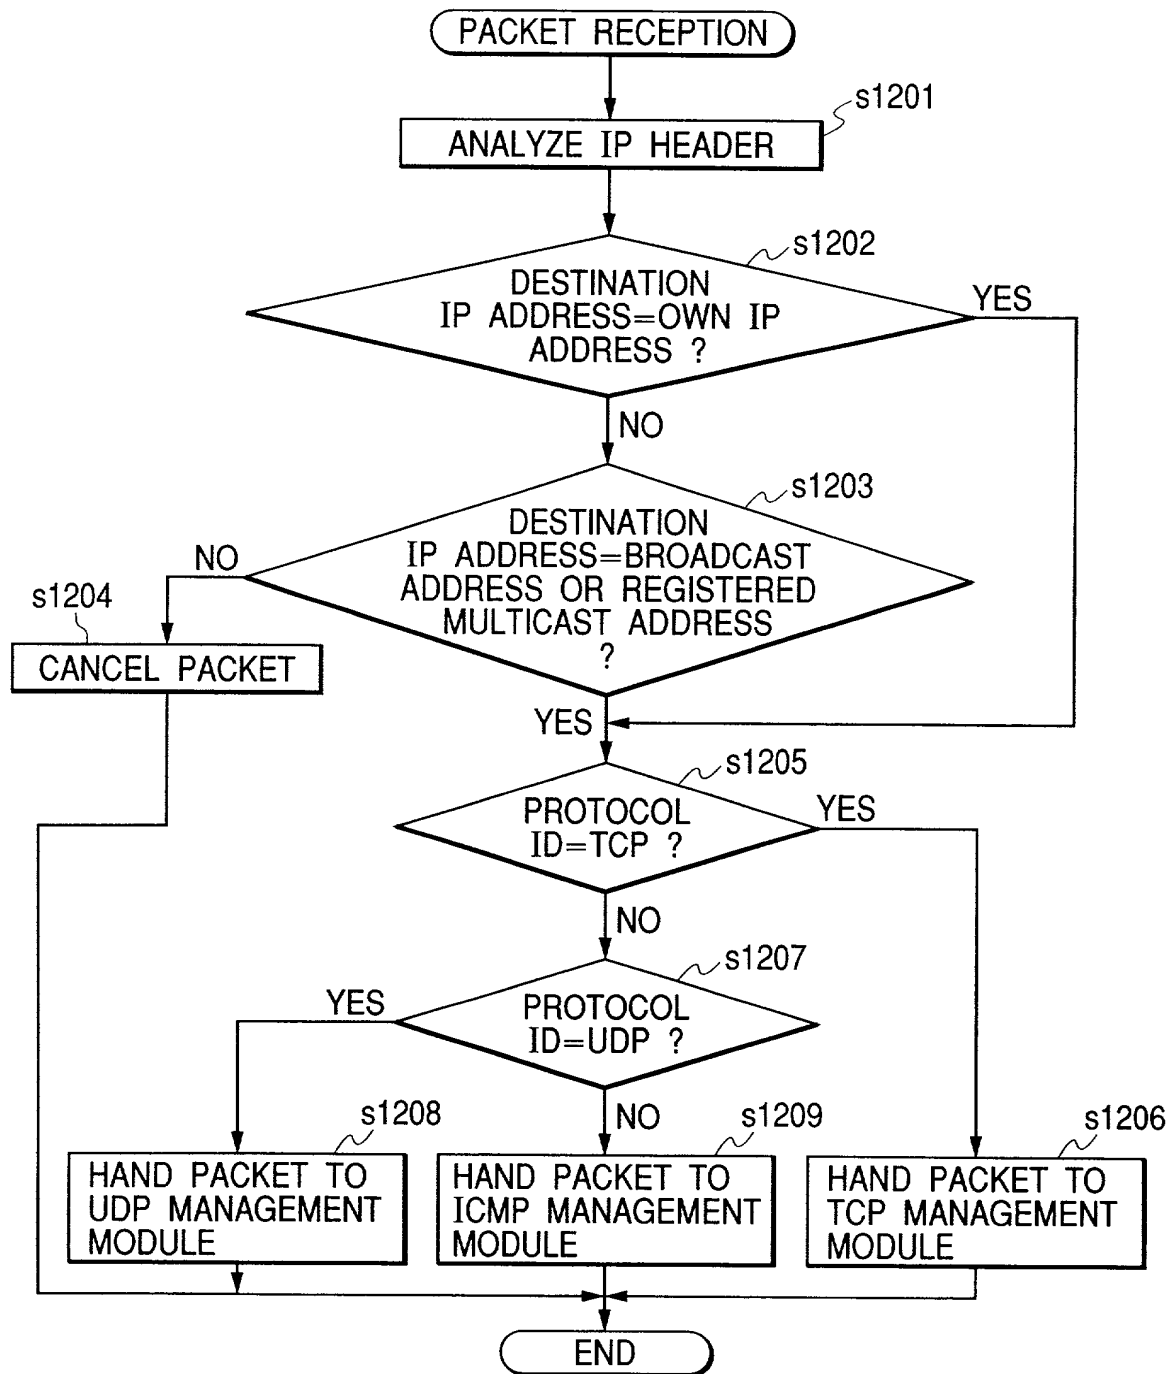 PACKET RECEPTION
s1201
ANALYZE IP HEADER
s1202
DESTINATION
IP ADDRESS=OWN IP
ADDRESS ?
YES
NO
s1203
DESTINATION
IP ADDRESS=BROADCAST
ADDRESS OR REGISTERED
MULTICAST ADDRESS
?
NO
s1204
CANCEL PACKET
YES
s1205
PROTOCOL
ID=TCP ?
YES
NO
s1207
PROTOCOL
ID=UDP ?
YES
NO
s1208
HAND PACKET TO
UDP MANAGEMENT
MODULE
s1209
HAND PACKET TO
ICMP MANAGEMENT
MODULE
s1206
HAND PACKET TO
TCP MANAGEMENT
MODULE
END